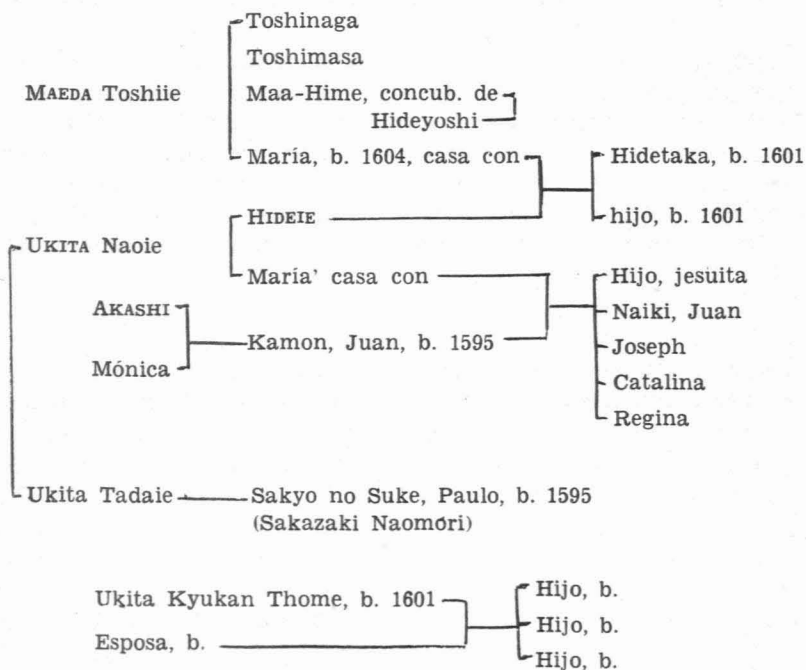 Toshinaga
Toshimasa
MAEDA Toshiie
Maa-Hime, concub. de
Hideyoshi
María, b. 1604, casa con
Hidetaka, b. 1601
HIDEIE
hijo, b. 1601
UKITA Naoie
María' casa con
Hijo, jesuita
AKASHI
Naiki, Juan
Kamon, Juan, b. 1595
Joseph
Mónica
Catalina
Regina
Ukita Tadaie
Sakyo no Suke, Paulo, b. 1595
(Sakazaki Naomori)
Ukita Kyukan Thome, b. 1601
Hijo, b.
Hijo, b.
Esposa, b.
Hijo, b.